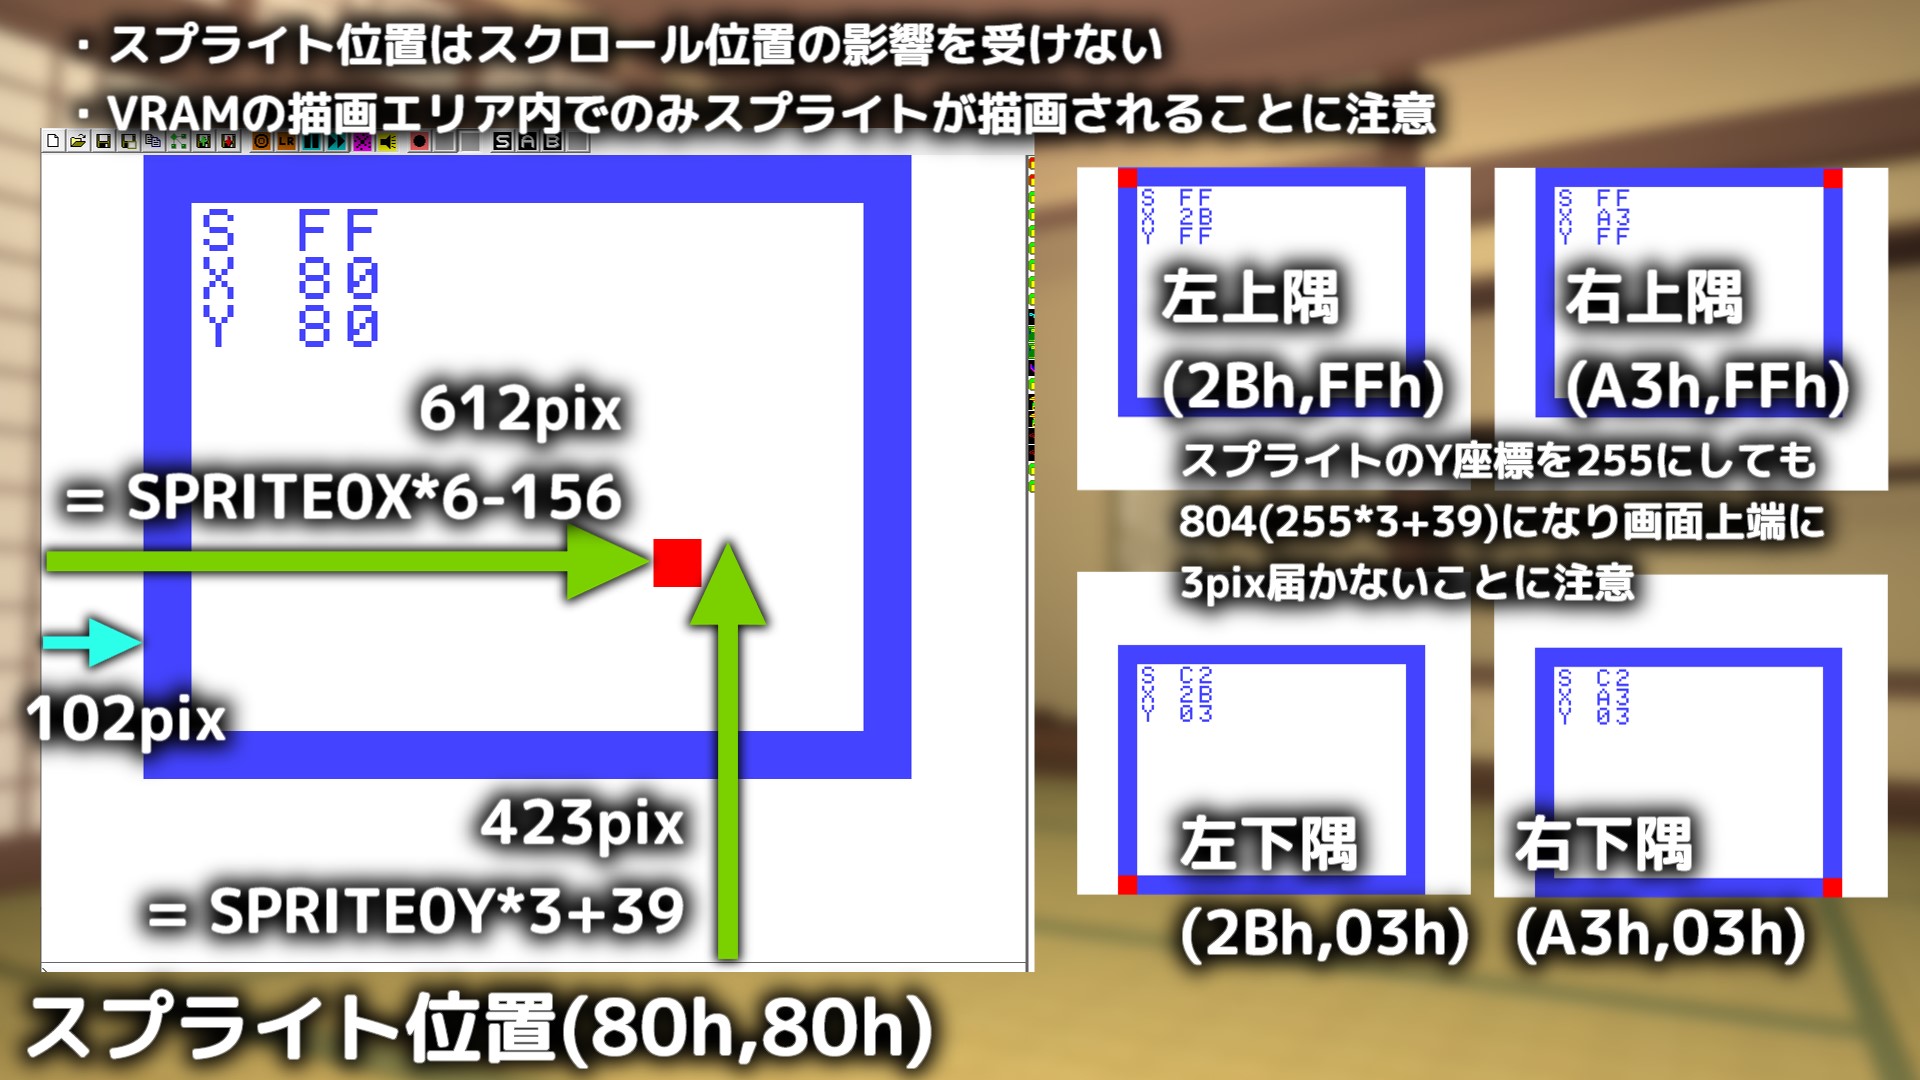 ・スプライト位置はスクロール位置の影響を受けない
・VRAMの描画エリア内でのみスプライトが描画されることに注意
LR
S A B
S FF
X 80
Y 80
612pix
= SPRITE0X*6-156
102pix
423pix
= SPRITE0Y*3+39
スプライト位置(80h,80h)
S FF
X 2B
Y FF
左上隅
(2Bh,FFh)
S FF
X A3
Y FF
右上隅
(A3h,FFh)
スプライトのY座標を255にしても
804(255*3+39)になり画面上端に
3pix届かないことに注意
S C2
X 2B
Y 03
左下隅
(2Bh,03h)
S C2
X A3
Y 03
右下隅
(A3h,03h)